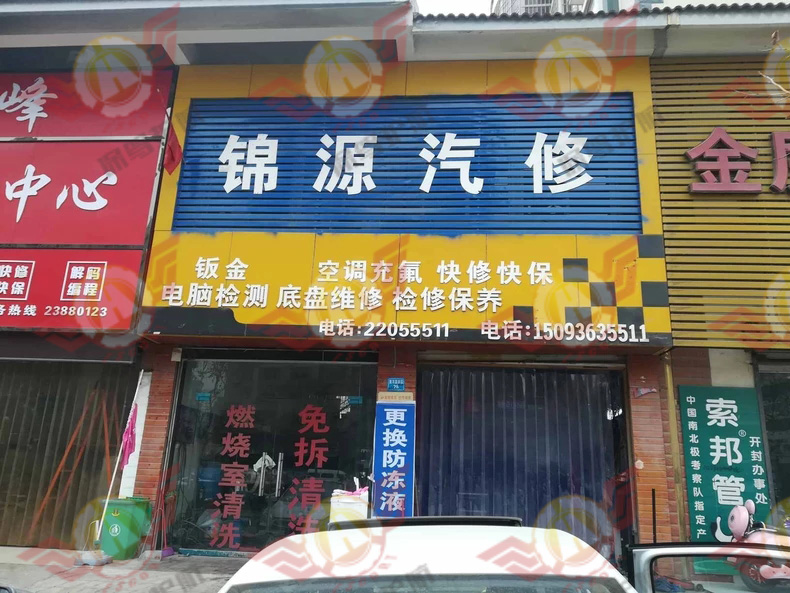 峰
中心
快修
快保
解码
编程
务热线 23880123
锦源汽修
钣金 空调充氟 快修快保
电脑检测 底盘维修 检修保养
电话:22055511 电话:15093635511
燃烧室清洗
免拆清洗
更换防冻液
金
索邦管
®
中国南北极考察队指定产
开封办事处